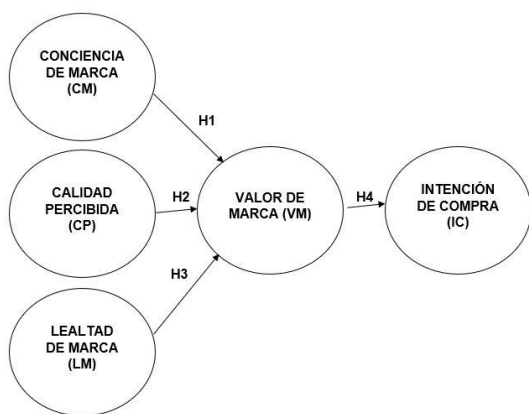 CONCIENCIA
DE MARCA
(CM)
H1
CALIDAD
PERCIBIDA
(CP)
H2
VALOR DE
MARCA (VM)
H4
INTENCIÓN
DE COMPRA
(IC)
H3
LEALTAD
DE MARCA
(LM)